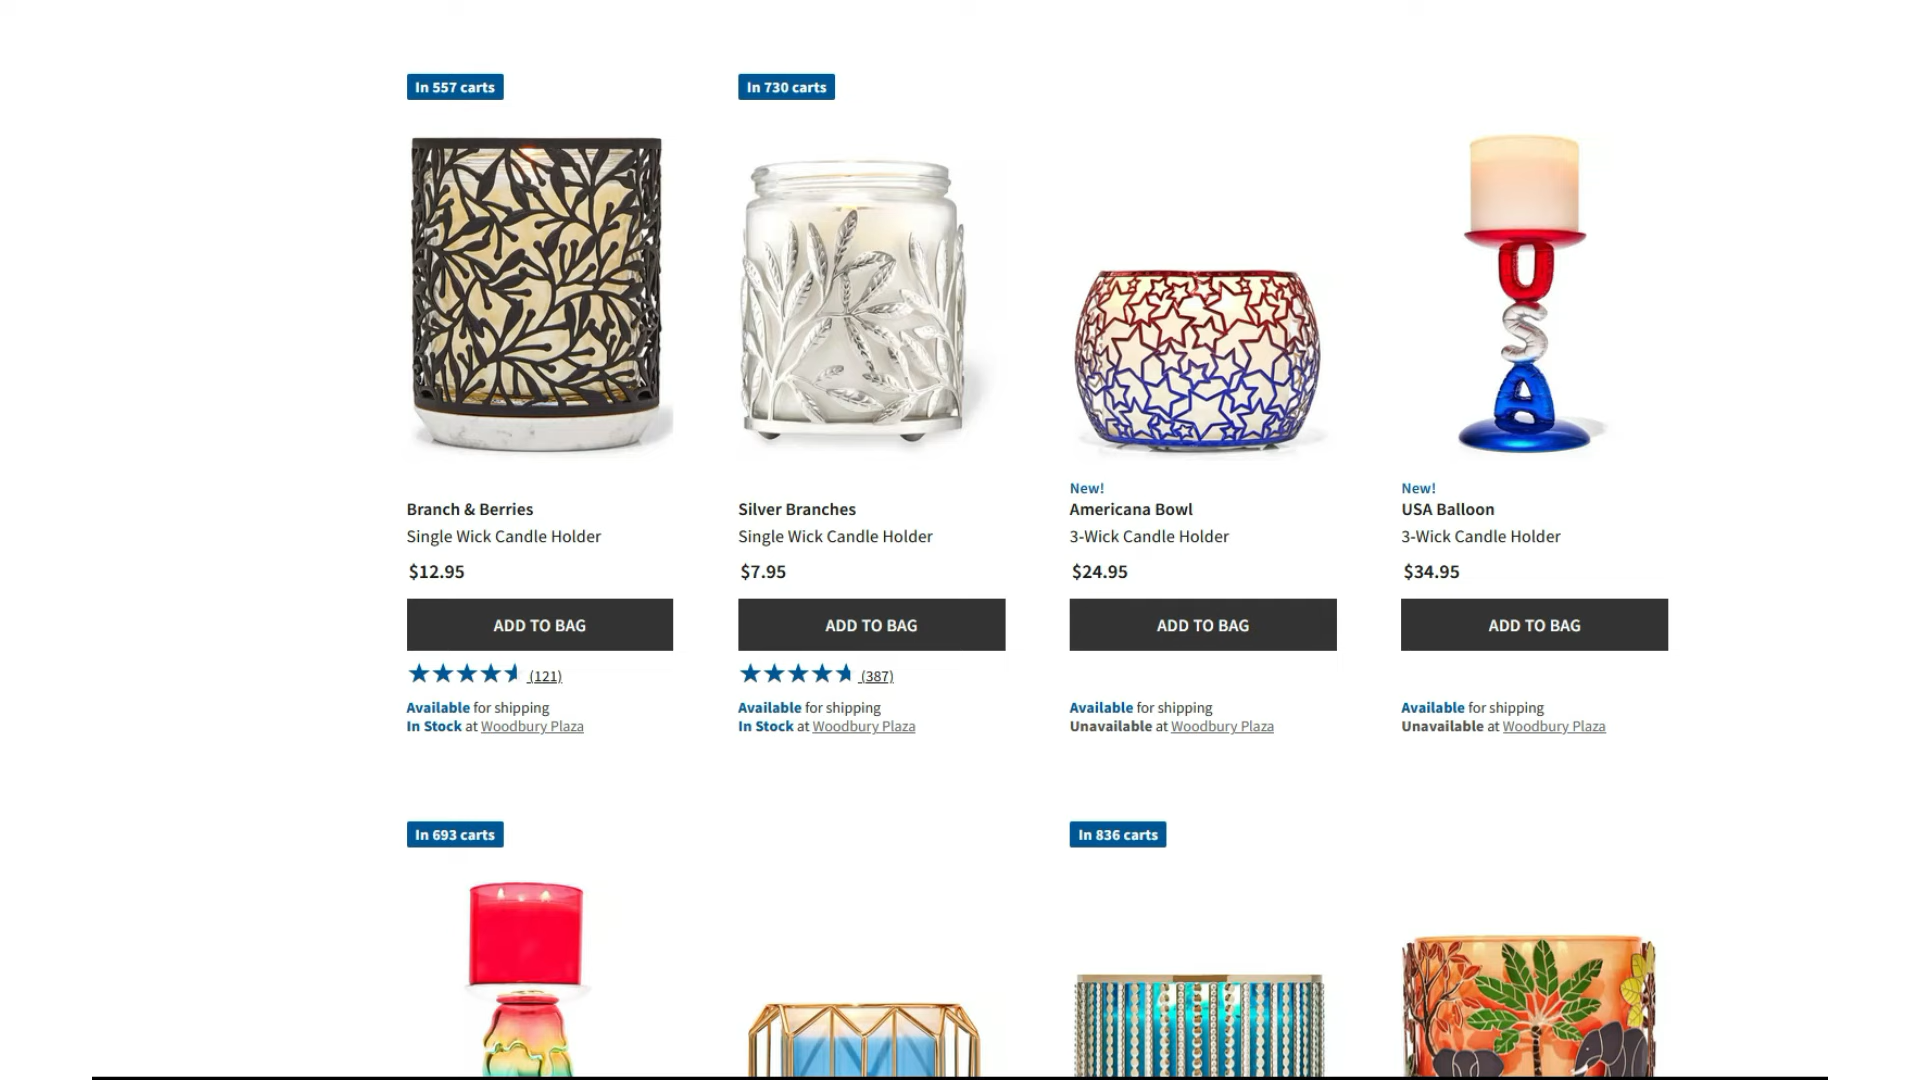 In 557 carts
In 730 carts
Branch & Berries
Single Wick Candle Holder
$12.95
ADD TO BAG
(121)
Available for shipping
In Stock at Woodbury Plaza
Silver Branches
Single Wick Candle Holder
$7.95
ADD TO BAG
(387)
Available for shipping
In Stock at Woodbury Plaza
New!
Americana Bowl
3-Wick Candle Holder
$24.95
ADD TO BAG
Available for shipping
Unavailable at Woodbury Plaza
USA
New!
USA Balloon
3-Wick Candle Holder
$34.95
ADD TO BAG
Available for shipping
Unavailable at Woodbury Plaza
In 693 carts
In 836 carts